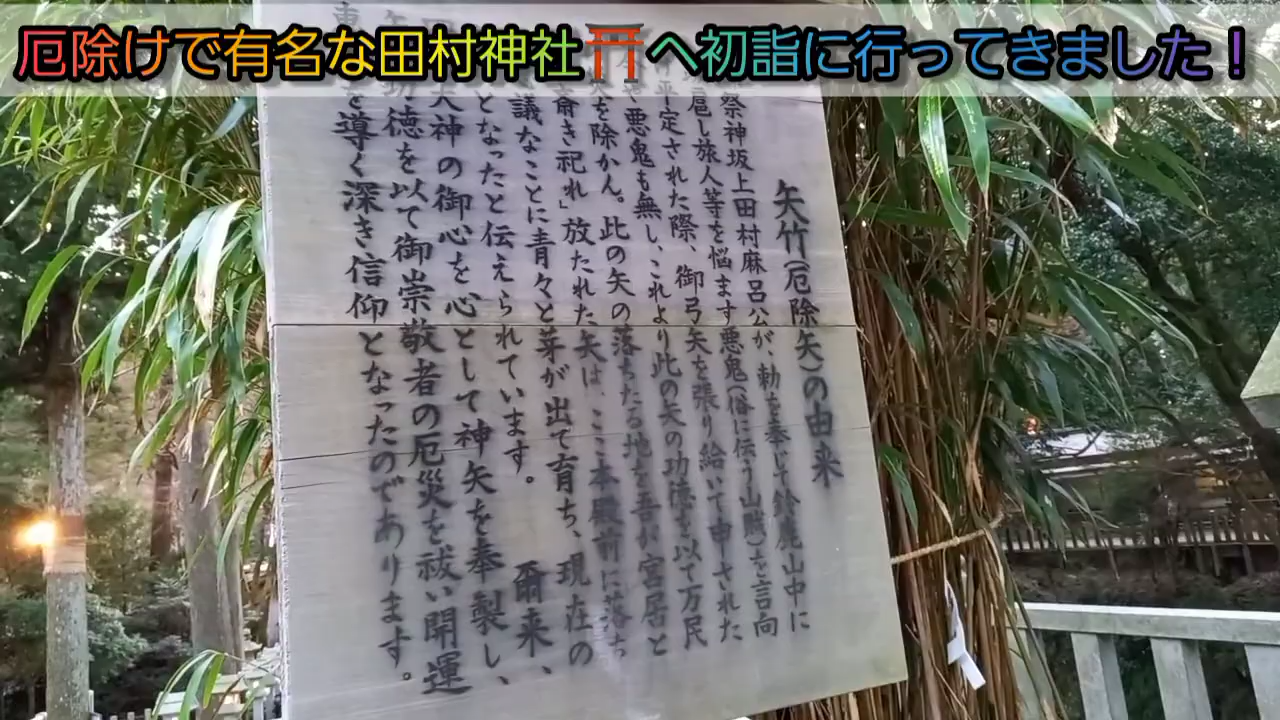 厄除けで有名な田村神社⛩へ初詣に行ってきました！
矢竹(厄除矢)の由来
祭神坂上田村麻呂公が、勅を奉じて鈴鹿山中に
扈し旅人等を悩ます悪鬼(俗に伝う山賊)を言向
平定された際、御弓矢を張り給いて申された
や悪鬼も無し、これより此の矢の功徳を以て万民
を除かん。此の矢の落ちたる地を吾が宮居と
斎き祀れ」放たれた矢は、ここ本殿前に落ち
議なことに青々と芽が出て育ち、現在の
となったと伝えられています。 爾来、
大神の御心を心として神矢を奉製し、
功徳を以て御崇敬者の厄災を祓い開運
を導く深き信仰となったのであります。